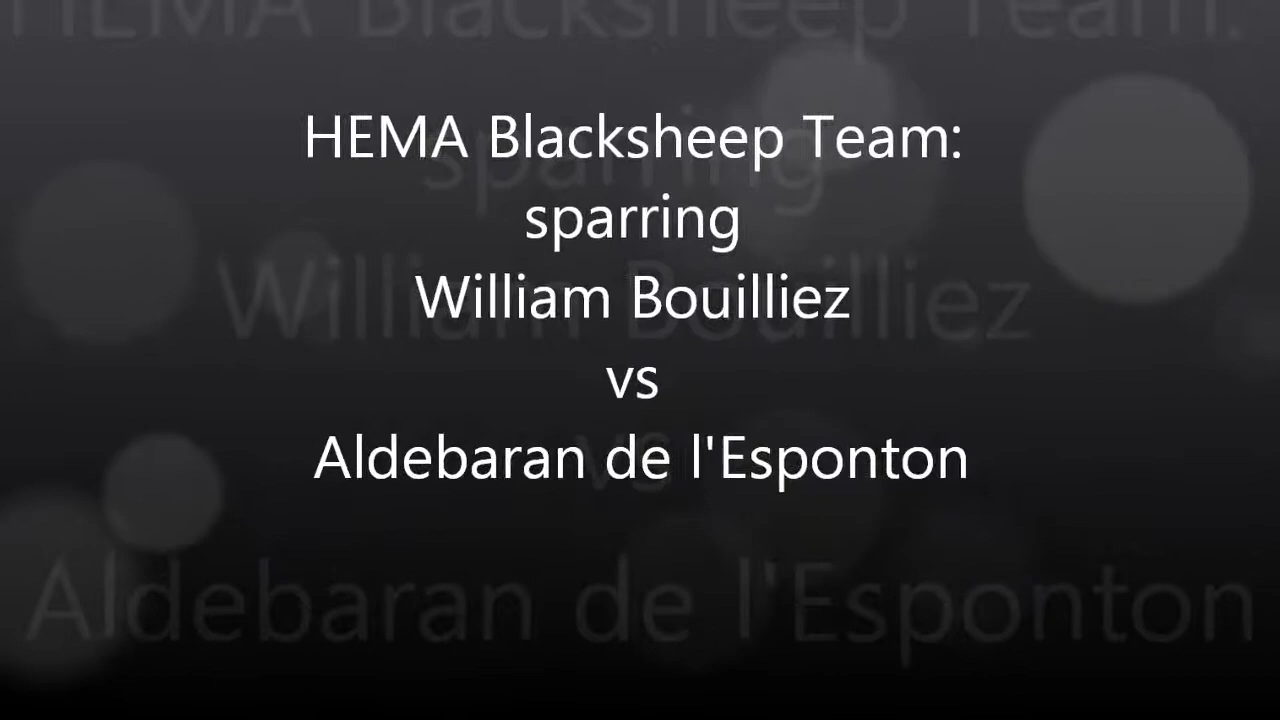 HEMA Blacksheep Team:
sparring
William Bouilliez
vs
Aldebaran de l'Esponton